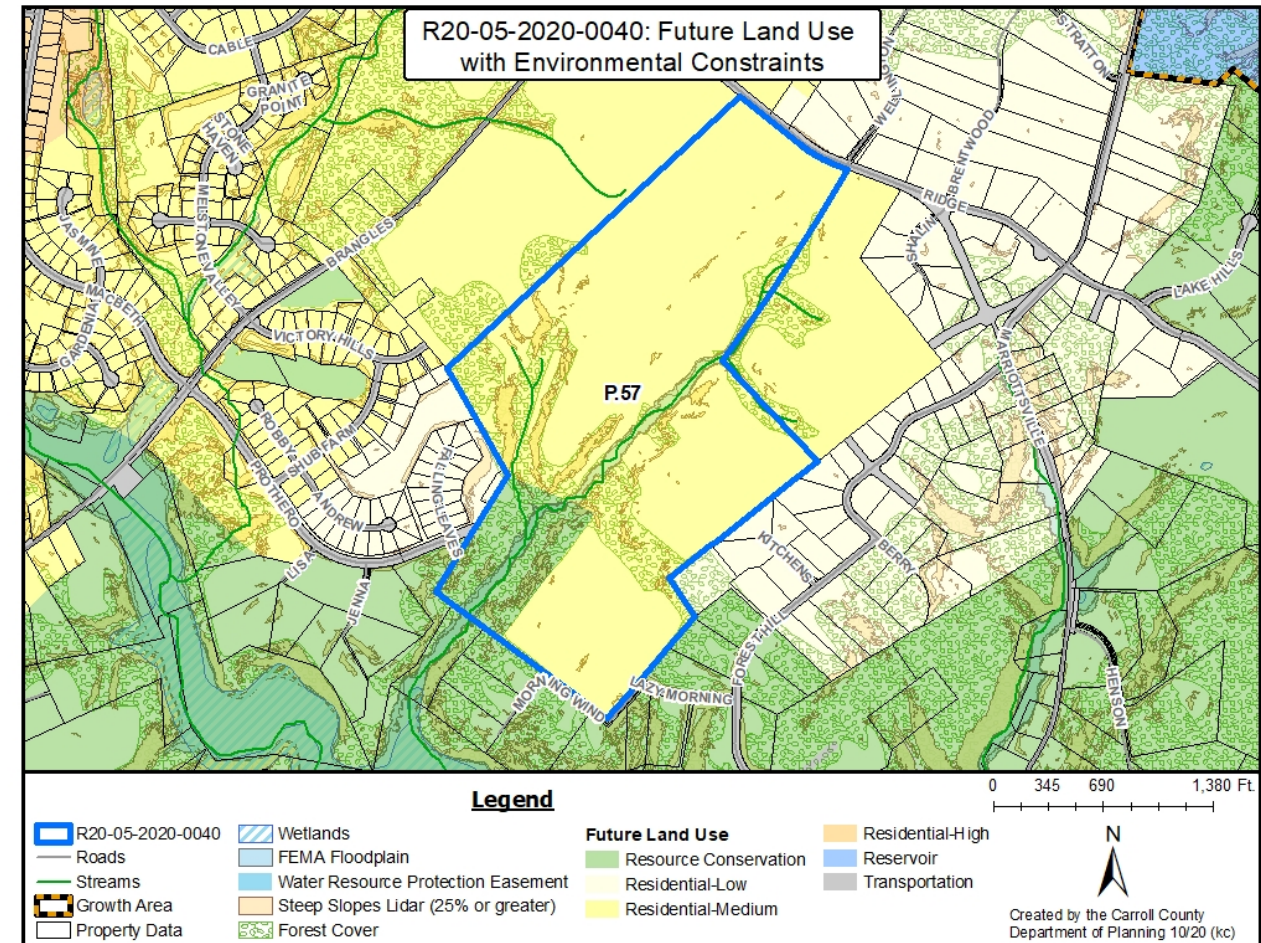 R20-05-2020-0040: Future Land Use
with Environmental Constraints
CABLE
GRANITE
POINT
STONE
HAVEN
STRATTON
BRENTWOOD
RIDGE
LAKE HILLS
MELSTONE VALLEY
BRANGLES
JASMINE
MACBETH
GARDENIA
VICTORY HILLS
MARRIOTTSVILLE
P.57
ROBBY
CHUB FARM
PROTHERO
ANDREW
FALLING LEAVES
LISA
JENNA
KITCHENS
BERRY
FOREST HILL
LAZY MORNING
MORNING WIND
HENSON
Legend
R20-05-2020-0040
Roads
Streams
Growth Area
Property Data
Wetlands
FEMA Floodplain
Water Resource Protection Easement
Steep Slopes Lidar (25% or greater)
Forest Cover
Future Land Use
Resource Conservation
Residential-Low
Residential-Medium
Residential-High
Reservoir
Transportation
0 345 690 1,380 Ft.
N
Created by the Carroll County
Department of Planning 10/20 (kc)